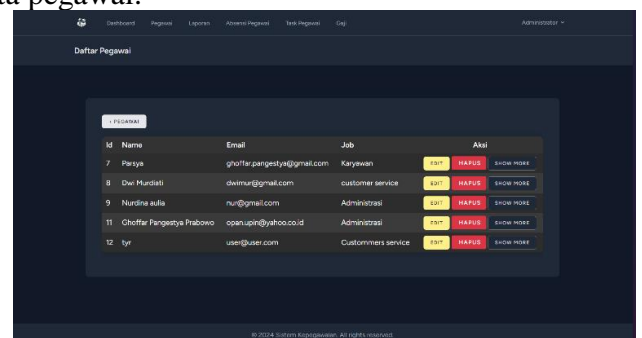 ta pegawai.
Dashboard Pegawai Laporan Absensi Pegawai Task Pegawai Gaji Administrator
Daftar Pegawai
+ PEGAWAI
Id Name Email Job Aksi
7 Parsya ghoffar.pangestya@gmail.com Karyawan EDIT HAPUS SHOW MORE
8 Dwi Murdiati dwimur@gmail.com customer service EDIT HAPUS SHOW MORE
9 Nurdina aulia nur@gmail.com Administrasi EDIT HAPUS SHOW MORE
11 Ghoffar Pangestya Prabowo opan.upin@yahoo.co.id Administrasi EDIT HAPUS SHOW MORE
12 tyr user@user.com Custommers service EDIT HAPUS SHOW MORE
© 2024 Sistem Kepegawaian. All rights reserved.